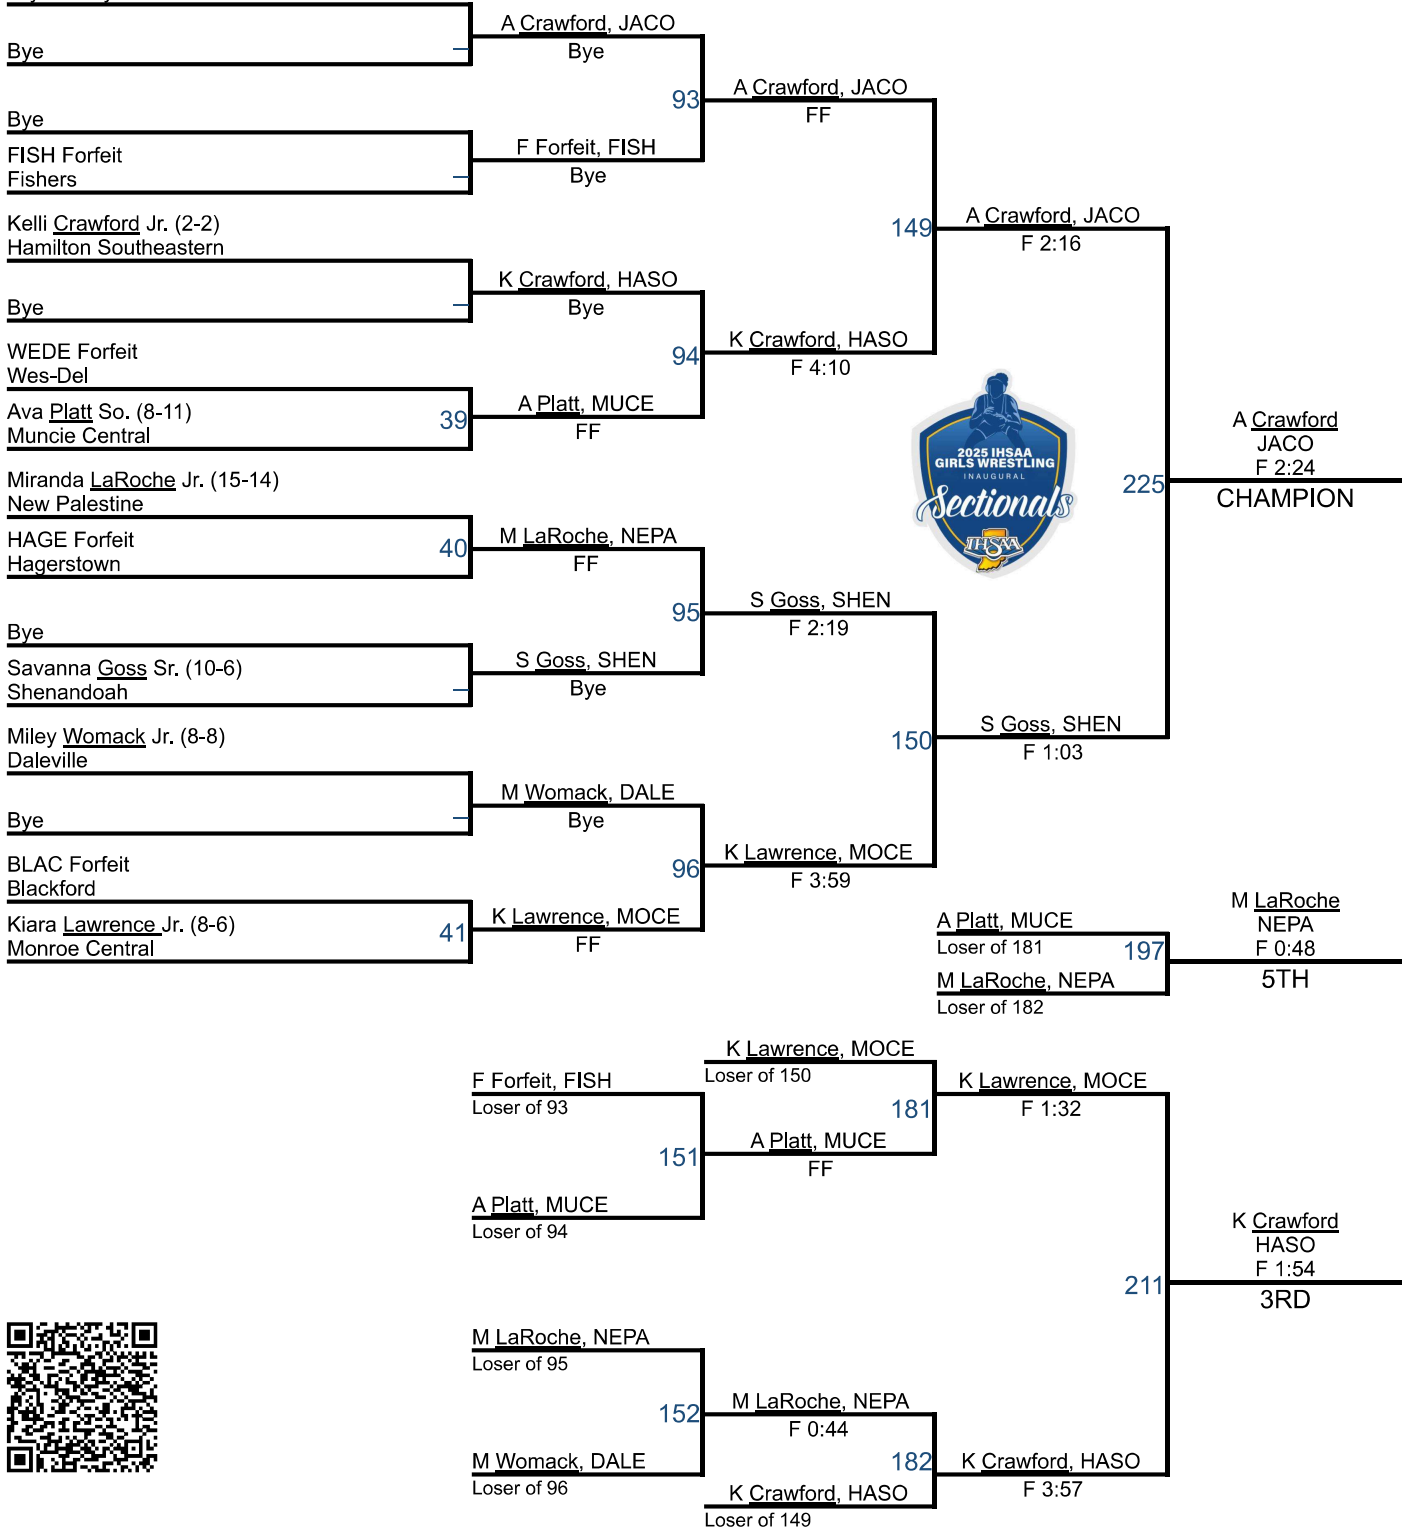 Bye
Bye
FISH Forfeit
Fishers
Kelli Crawford Jr. (2-2)
Hamilton Southeastern
Bye
WEDE Forfeit
Wes-Del
Ava Platt So. (8-11)
Muncie Central
39
Miranda LaRoche Jr. (15-14)
New Palestine
HAGE Forfeit
Hagerstown
40
Bye
Savanna Goss Sr. (10-6)
Shenandoah
Miley Womack Jr. (8-8)
Daleville
Bye
BLAC Forfeit
Blackford
Kiara Lawrence Jr. (8-6)
Monroe Central
41
A Crawford, JACO
Bye
93
F Forfeit, FISH
Bye
K Crawford, HASO
Bye
94
A Platt, MUCE
FF
M LaRoche, NEPA
FF
95
S Goss, SHEN
Bye
M Womack, DALE
Bye
96
K Lawrence, MOCE
FF
A Crawford, JACO
FF
149
K Crawford, HASO
F 4:10
S Goss, SHEN
F 2:19
150
K Lawrence, MOCE
F 3:59
A Crawford, JACO
F 2:16
2025 IHSAA
GIRLS WRESTLING
INAUGURAL
Sectionals
IHSAA
225
S Goss, SHEN
F 1:03
A Crawford
JACO
F 2:24
CHAMPION
A Platt, MUCE
Loser of 181
197
M LaRoche, NEPA
Loser of 182
M LaRoche
NEPA
F 0:48
5TH
F Forfeit, FISH
Loser of 93
151
A Platt, MUCE
Loser of 94
M LaRoche, NEPA
Loser of 95
152
M Womack, DALE
Loser of 96
K Lawrence, MOCE
Loser of 150
181
A Platt, MUCE
FF
M LaRoche, NEPA
F 0:44
182
K Crawford, HASO
Loser of 149
K Lawrence, MOCE
F 1:32
211
K Crawford, HASO
F 3:57
K Crawford
HASO
F 1:54
3RD